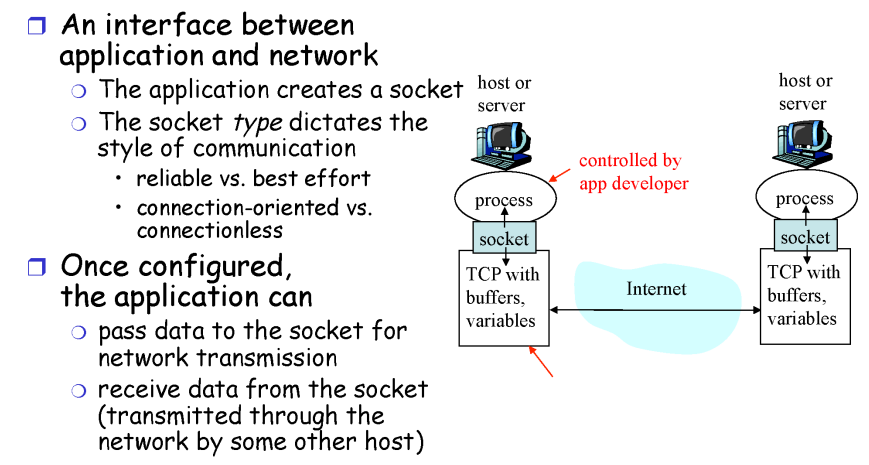 An interface between
application and network
The application creates a socket
The socket type dictates the
style of communication
reliable vs. best effort
connection-oriented vs.
connectionless
Once configured,
the application can
pass data to the socket for
network transmission
receive data from the socket
(transmitted through the
network by some other host)
host or
server
controlled by
app developer
process
socket
TCP with
buffers,
variables
Internet
host or
server
process
socket
TCP with
buffers,
variables